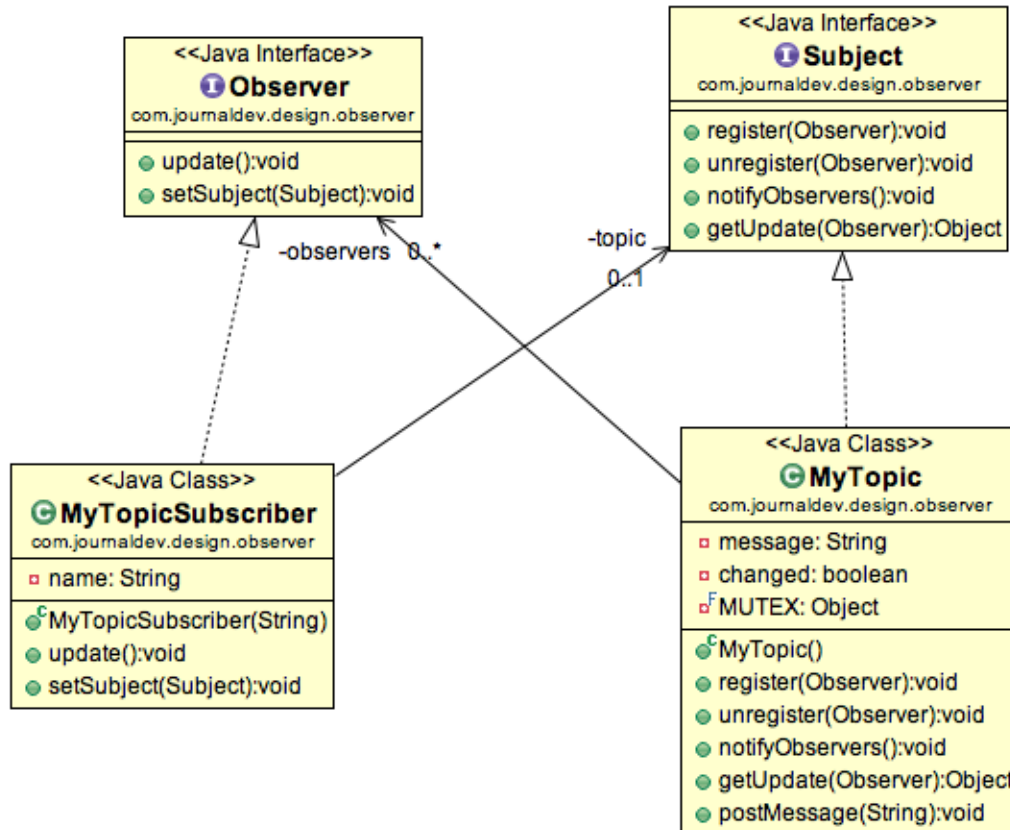 <<Java Interface>>
Observer
com.journaldev.design.observer
update():void
setSubject(Subject):void
<<Java Interface>>
Subject
com.journaldev.design.observer
register(Observer):void
unregister(Observer):void
notifyObservers():void
getUpdate(Observer):Object
-observers 0..*
-topic
0..1
<<Java Class>>
MyTopicSubscriber
com.journaldev.design.observer
name: String
MyTopicSubscriber(String)
update():void
setSubject(Subject):void
<<Java Class>>
MyTopic
com.journaldev.design.observer
message: String
changed: boolean
MUTEX: Object
MyTopic()
register(Observer):void
unregister(Observer):void
notifyObservers():void
getUpdate(Observer):Object
postMessage(String):void